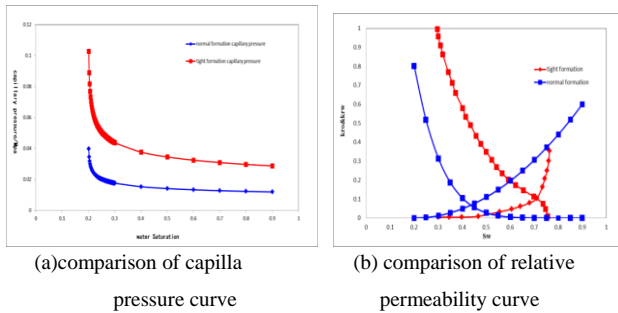 0.12
0.1
0.08
0.06
0.04
0.02
0
0 0.1 0.2 0.3 0.4 0.5 0.6 0.7 0.8 0.9 1
water Saturation
normal formation capillary pressure
tight formation capillary pressure
1
0.9
0.8
0.7
0.6
0.5
0.4
0.3
0.2
0.1
0
0 0.1 0.2 0.3 0.4 0.5 0.6 0.7 0.8 0.9 1
Sw
kro&krw
tight formation
normal formation
(a)comparison of capilla
pressure curve
(b) comparison of relative
permeability curve